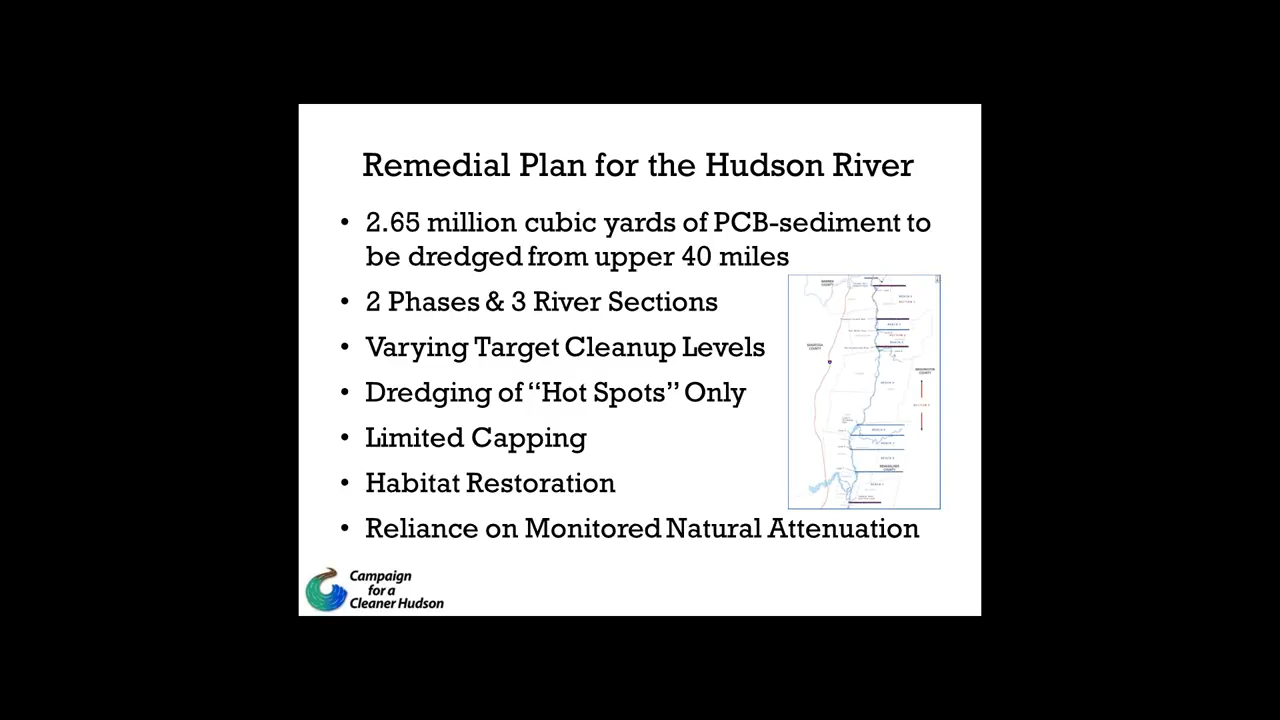 Remedial Plan for the Hudson River
• 2.65 million cubic yards of PCB-sediment to
be dredged from upper 40 miles
• 2 Phases & 3 River Sections
• Varying Target Cleanup Levels
• Dredging of “Hot Spots” Only
• Limited Capping
• Habitat Restoration
• Reliance on Monitored Natural Attenuation
WASHINGTON
COUNTY
Campaign
for a
Cleaner Hudson